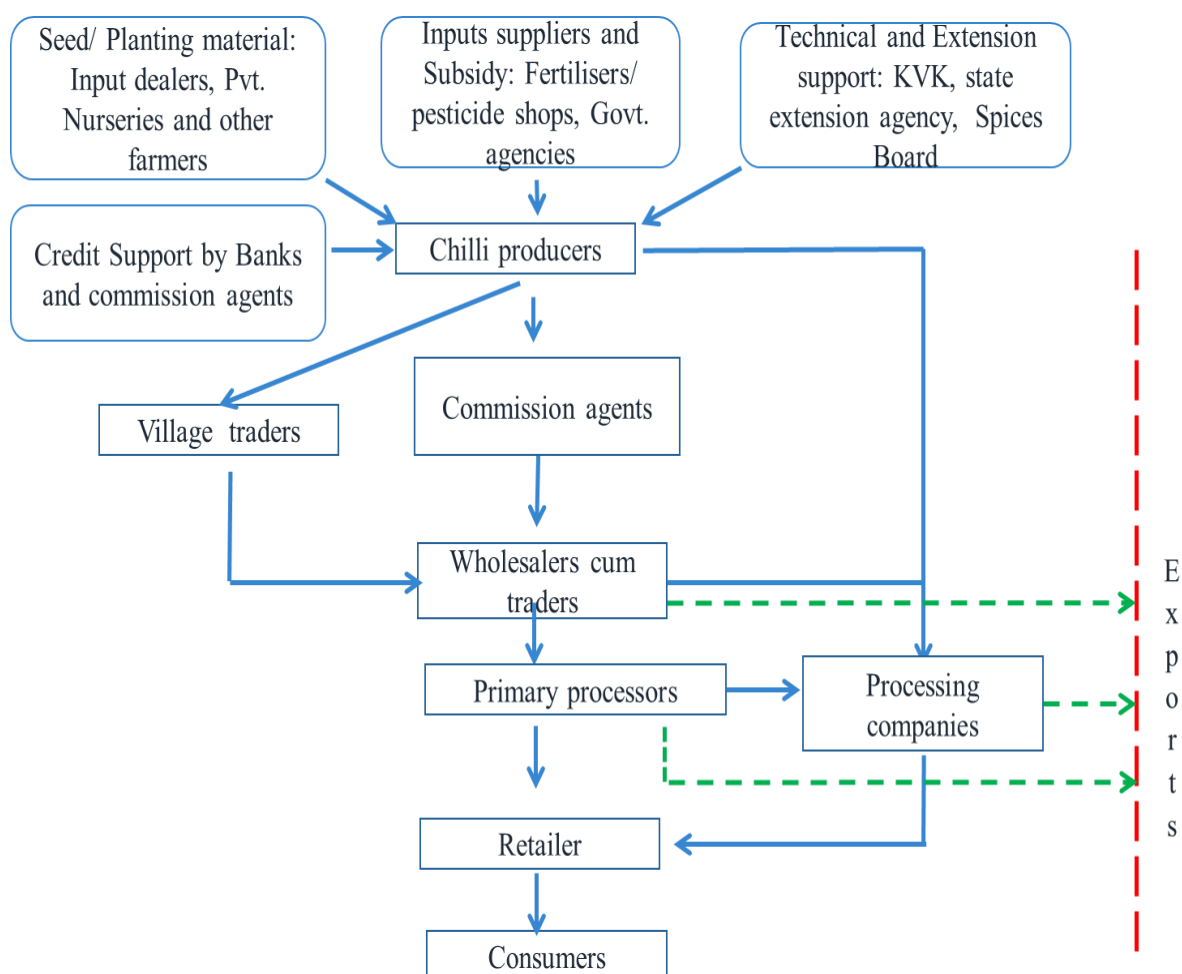 Seed/ Planting material:
Input dealers, Pvt.
Nurseries and other
farmers
Inputs suppliers and
Subsidy: Fertilisers/
pesticide shops, Govt.
agencies
Technical and Extension
support: KVK, state
extension agency, Spices
Board
Credit Support by Banks
and commission agents
Chilli producers
Commission agents
Village traders
Wholesalers cum
traders
Primary processors
Processing
companies
Retailer
Consumers
Exports